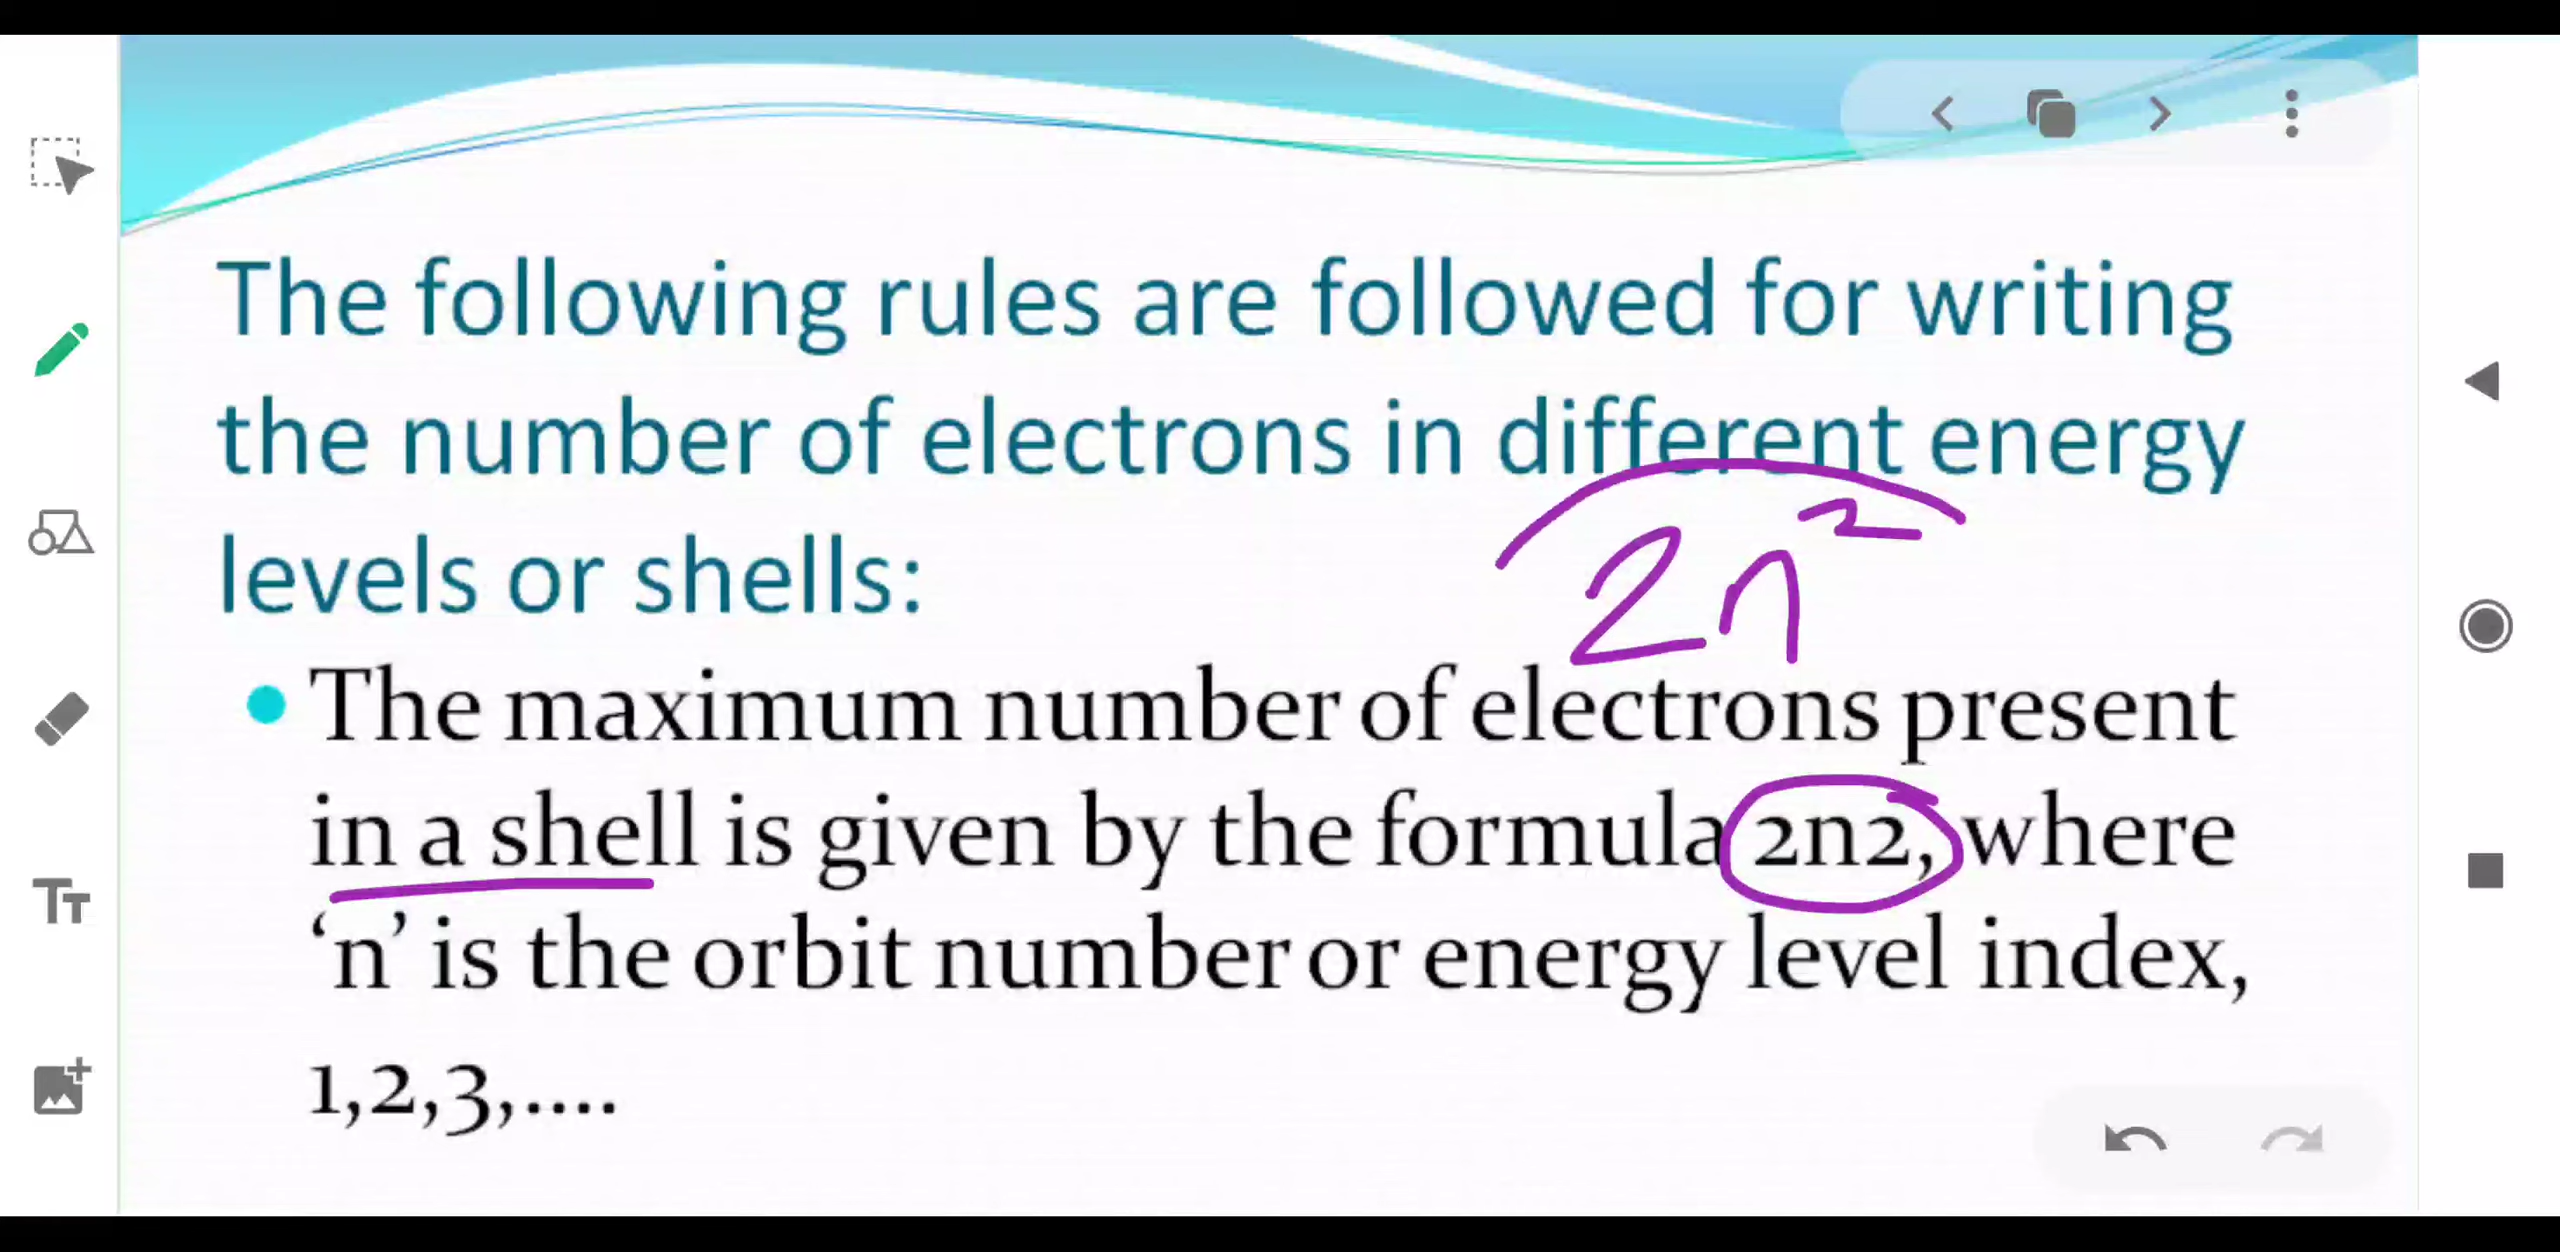 The following rules are followed for writing
the number of electrons in different energy
levels or shells:
2n²
• The maximum number of electrons present
in a shell is given by the formula 2n2, where
‘n’ is the orbit number or energy level index,
1,2,3,....
TT